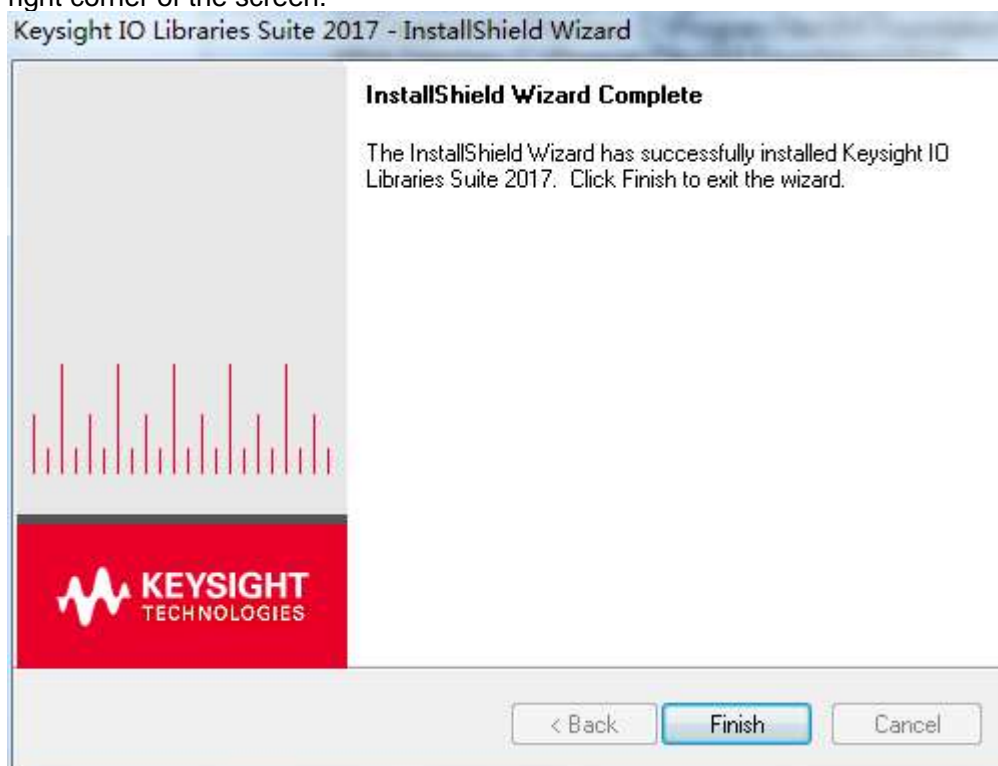 right corner of the screen.
Keysight IO Libraries Suite 2017 - InstallShield Wizard
InstallShield Wizard Complete
The InstallShield Wizard has successfully installed Keysight IO
Libraries Suite 2017. Click Finish to exit the wizard.
KEYSIGHT
TECHNOLOGIES
< Back
Finish
Cancel